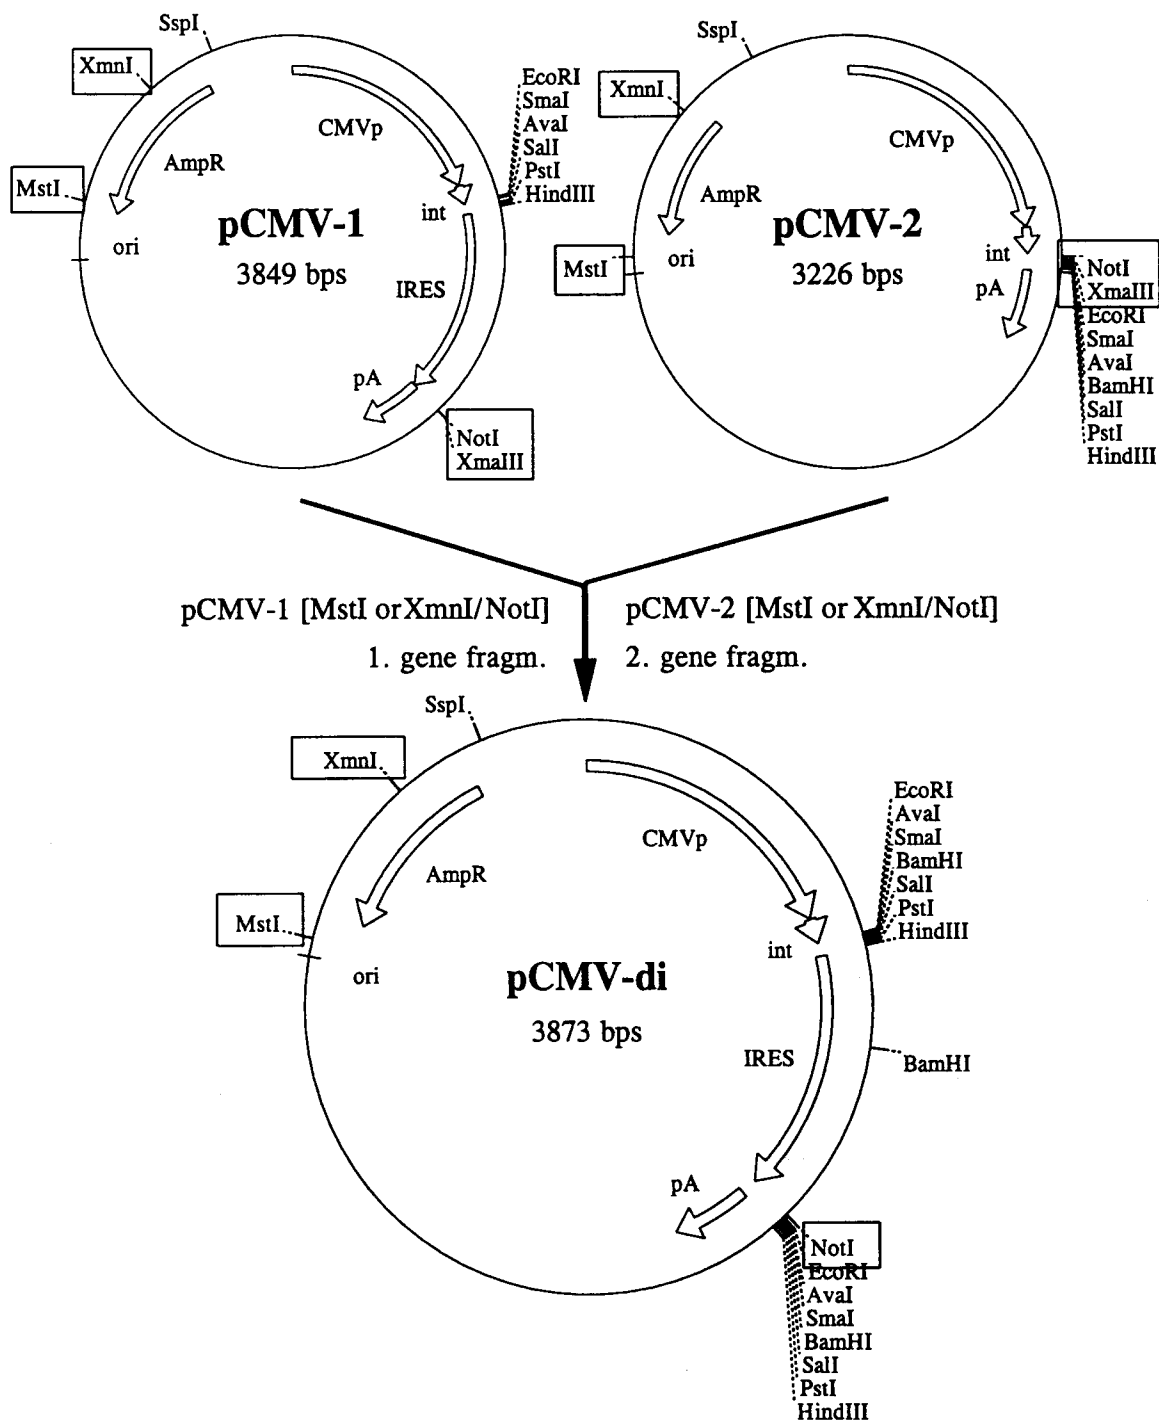 SspI
XmnI
MstI
AmpR
ori
CMVp
int
IRES
pA
pCMV-1
3849 bps
EcoRI
SmaI
AvaI
SalI
PstI
HindIII
NotI
XmaIII
SspI
XmnI
MstI
AmpR
ori
CMVp
int
pA
pCMV-2
3226 bps
NotI
XmaIII
EcoRI
SmaI
AvaI
BamHI
SalI
PstI
HindIII
pCMV-1 [MstI or XmnI/NotI]
1. gene fragm.
pCMV-2 [MstI or XmnI/NotI]
2. gene fragm.
SspI
XmnI
MstI
AmpR
ori
CMVp
int
IRES
pA
pCMV-di
3873 bps
EcoRI
AvaI
SmaI
BamHI
SalI
PstI
HindIII
BamHI
NotI
EcoRI
AvaI
SmaI
BamHI
SalI
PstI
HindIII